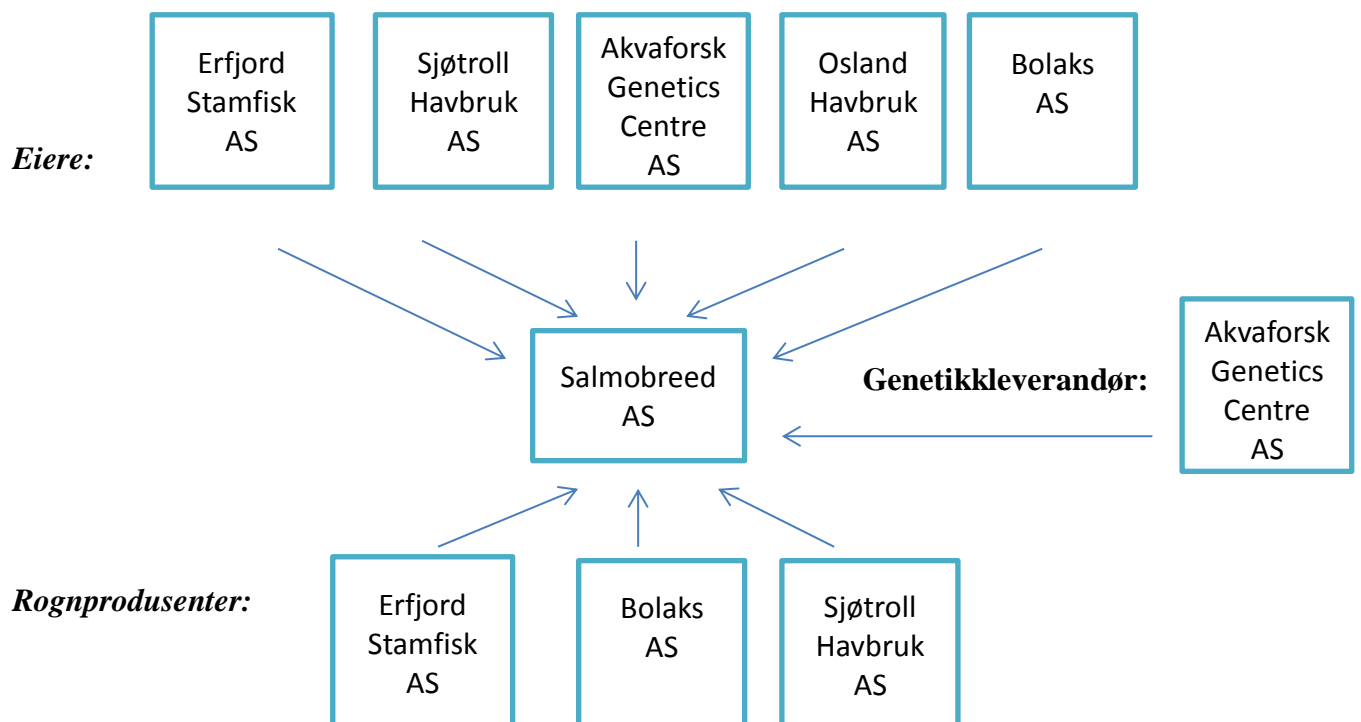 Erfjord
Stamfisk
AS
Sjøtroll
Havbruk
AS
Akvaforsk
Genetics
Centre
AS
Osland
Havbruk
AS
Bolaks
AS
Eiere:
Salmobreed
AS
Genetikkleverandør:
Akvaforsk
Genetics
Centre
AS
Rognprodusenter:
Erfjord
Stamfisk
AS
Bolaks
AS
Sjøtroll
Havbruk
AS